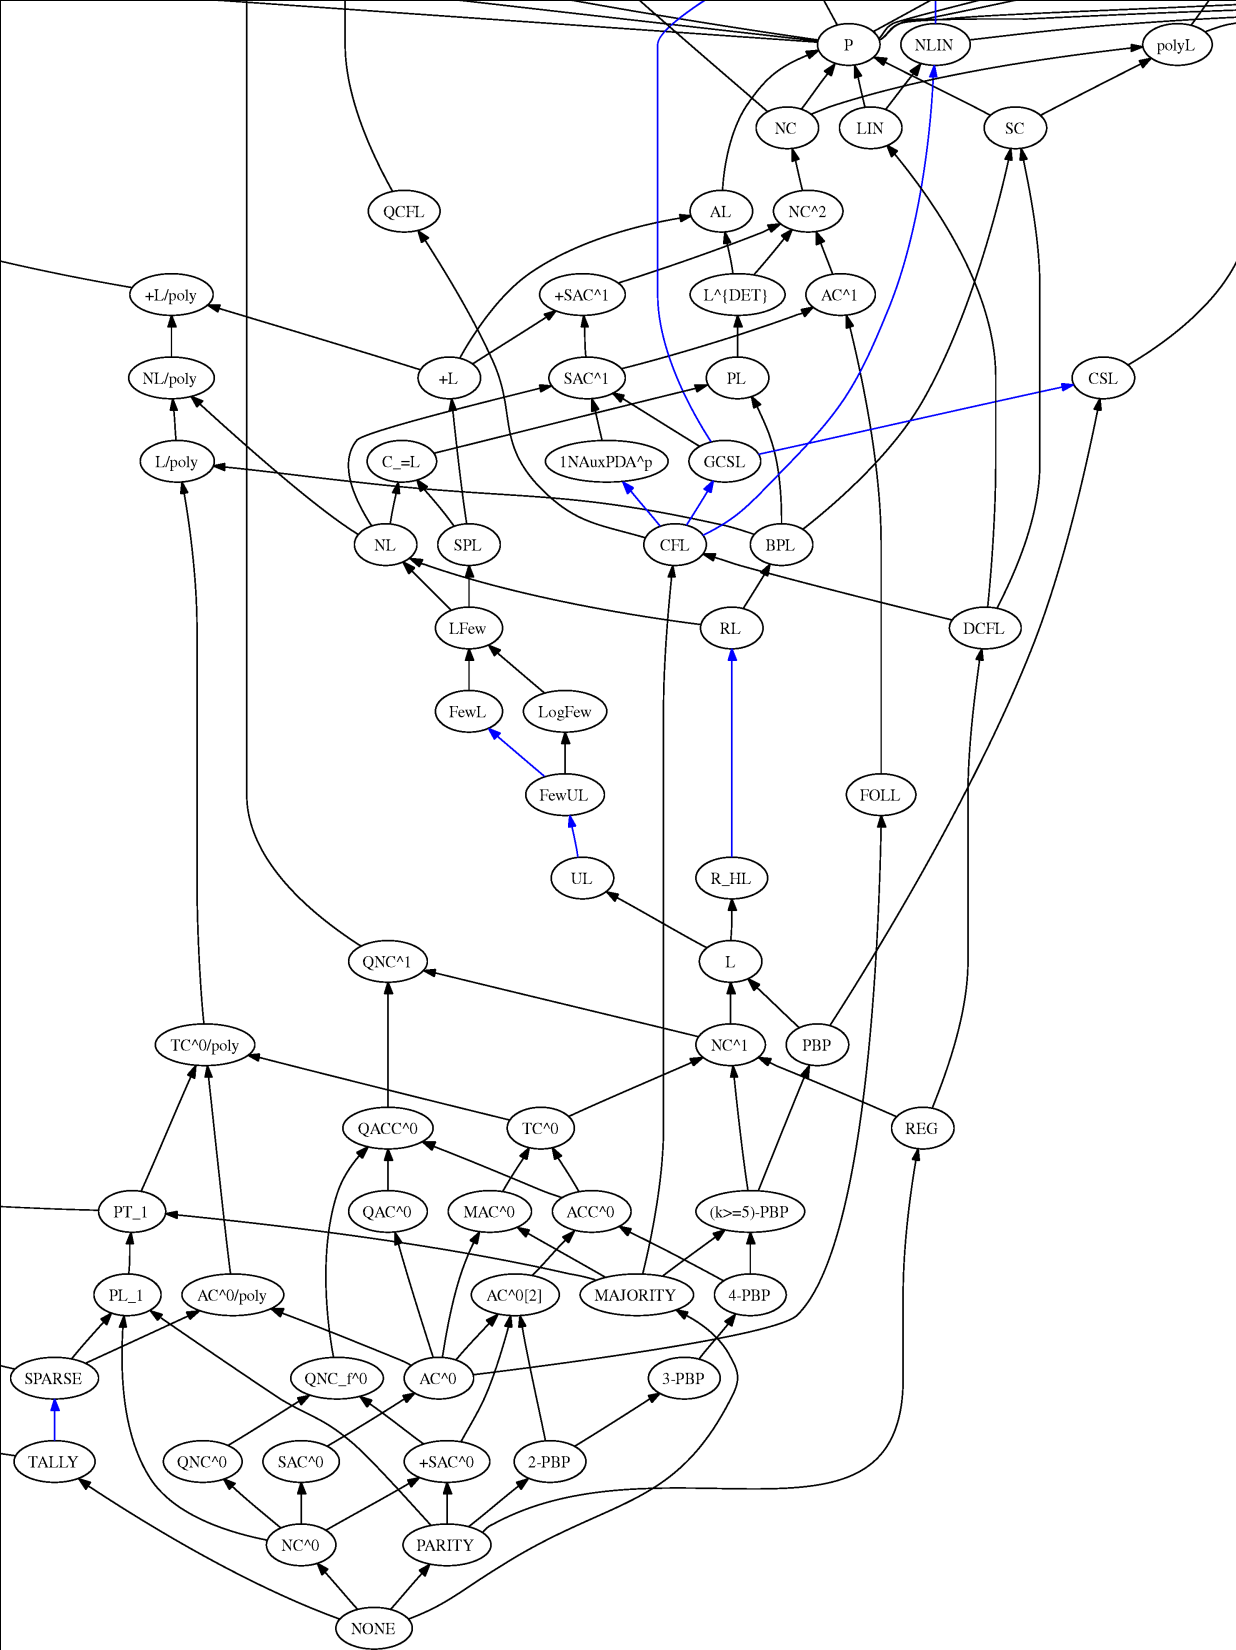 P
NLIN
polyL
NC
LIN
SC
QCFL
AL
NC^2
+L/poly
+SAC^1
L^{DET}
AC^1
NL/poly
+L
SAC^1
PL
CSL
L/poly
C_=L
1NAuxPDA^p
GCSL
NL
SPL
CFL
BPL
LFew
RL
DCFL
FewL
LogFew
FewUL
FOLL
UL
R_HL
QNC^1
L
TC^0/poly
NC^1
PBP
QACC^0
TC^0
REG
PT_1
QAC^0
MAC^0
ACC^0
(k>=5)-PBP
PL_1
AC^0/poly
AC^0[2]
MAJORITY
4-PBP
SPARSE
QNC_f^0
AC^0
3-PBP
TALLY
QNC^0
SAC^0
+SAC^0
2-PBP
NC^0
PARITY
NONE